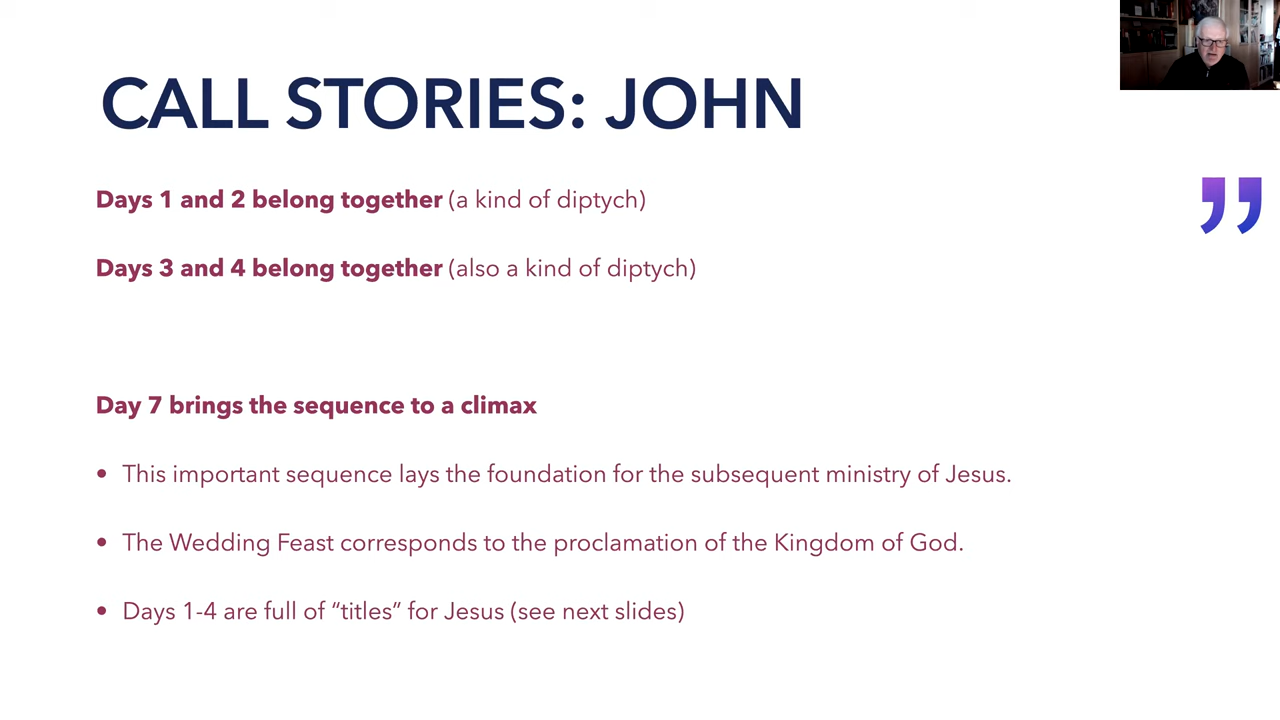 CALL STORIES: JOHN
Days 1 and 2 belong together (a kind of diptych)
Days 3 and 4 belong together (also a kind of diptych)
Day 7 brings the sequence to a climax
• This important sequence lays the foundation for the subsequent ministry of Jesus.
• The Wedding Feast corresponds to the proclamation of the Kingdom of God.
• Days 1-4 are full of “titles” for Jesus (see next slides)